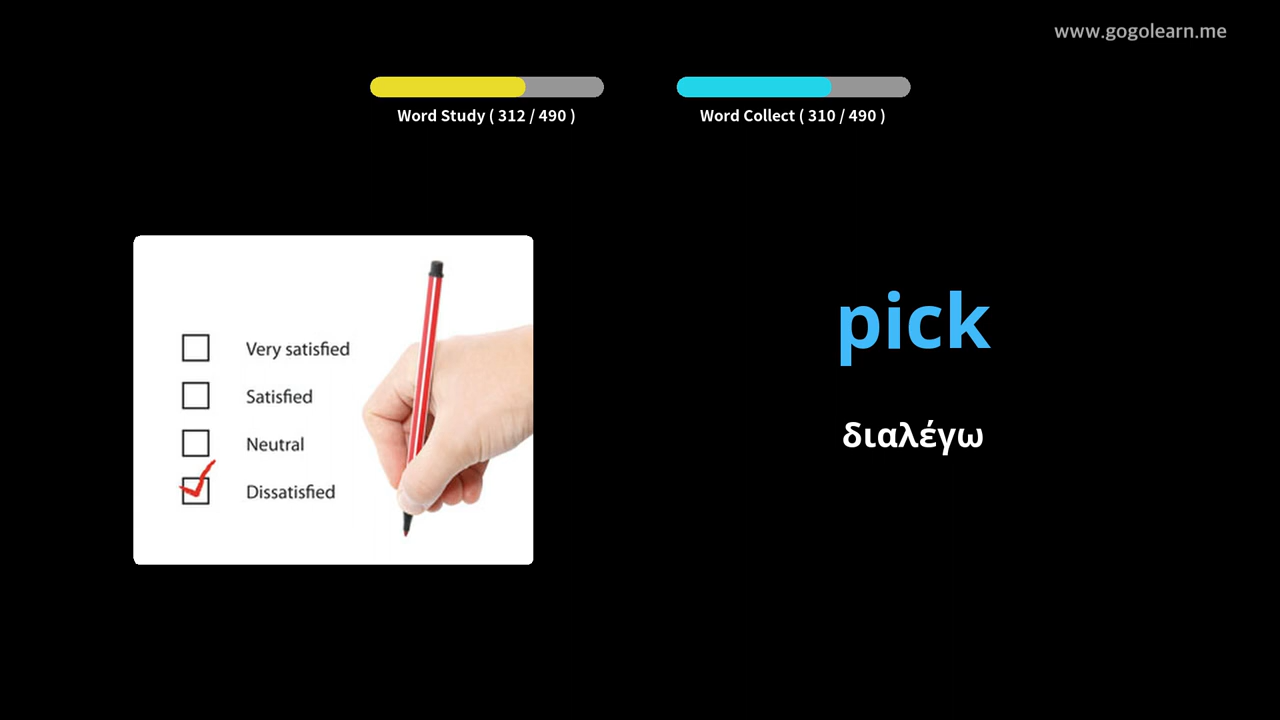 www.gogolearn.me
Word Study ( 312 / 490 )
Word Collect ( 310 / 490 )
Very satisfied
Satisfied
Neutral
Dissatisfied
pick
διαλέγω